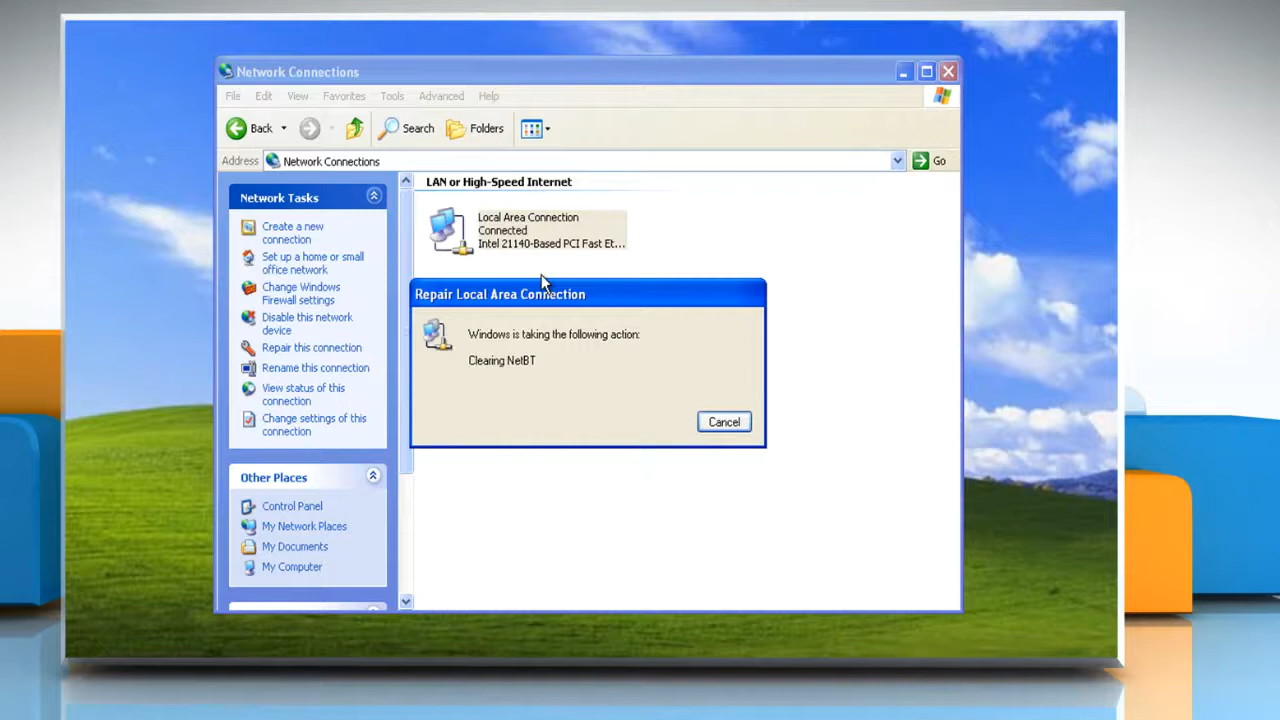 Network Connections
File Edit View Favorites Tools Advanced Help
Back Search Folders
Address Network Connections Go
Network Tasks
Create a new
connection
Set up a home or small
office network
Change Windows
Firewall settings
Disable this network
device
Repair this connection
Rename this connection
View status of this
connection
Change settings of this
connection
Other Places
Control Panel
My Network Places
My Documents
My Computer
LAN or High-Speed Internet
Local Area Connection
Connected
Intel 21140-Based PCI Fast Et...
Repair Local Area Connection
Windows is taking the following action:
Clearing NetBT
Cancel